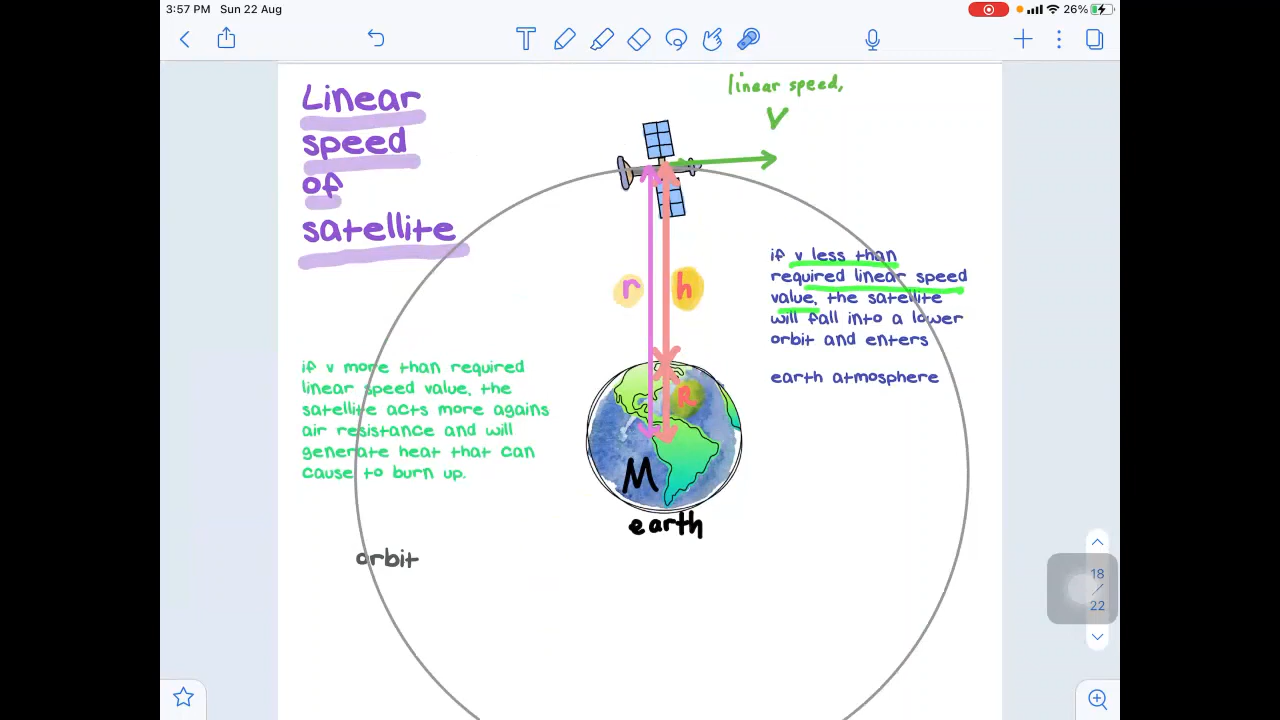 3:57 PM Sun 22 Aug
26%
T
Linear
speed
of
satellite
linear speed,
V
r
h
R
M
earth
if v less than
required linear speed
value, the satellite
will fall into a lower
orbit and enters
earth atmosphere
if v more than required
linear speed value, the
satellite acts more agains
air resistance and will
generate heat that can
cause to burn up.
orbit
18
/
22